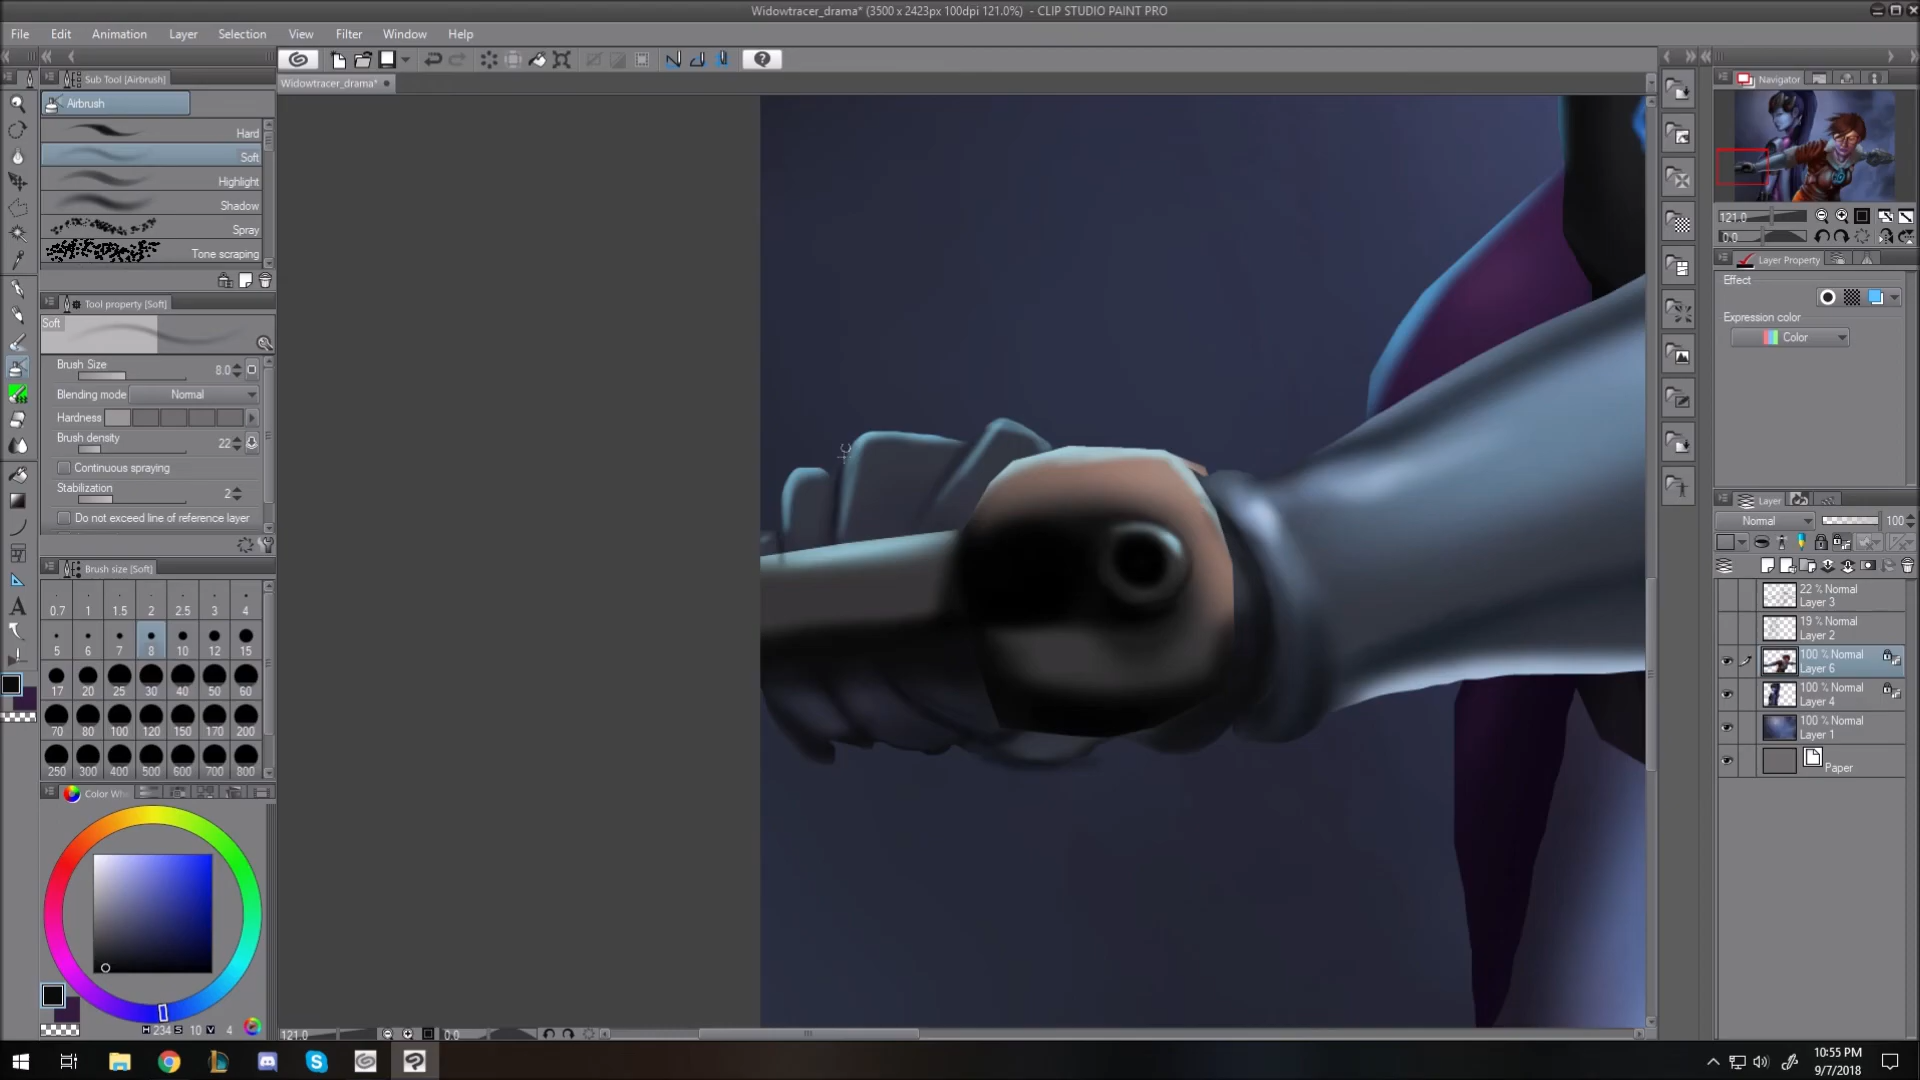 Widowtracer_drama* (3500 x 2423px 100dpi 121.0%) - CLIP STUDIO PAINT PRO
File Edit Animation Layer Selection View Filter Window Help
Sub Tool [Airbrush]
Widowtracer_drama*
Airbrush
Hard
Soft
Highlight
Shadow
Spray
Tone scraping
Tool property [Soft]
Soft
Brush Size 8.0
Blending mode Normal
Hardness
Brush density 22
Continuous spraying
Stabilization 2
Do not exceed line of reference layer
Brush size [Soft]
0.7 1 1.5 2 2.5 3 4
5 6 7 8 10 12 15
17 20 25 30 40 50 60
70 80 100 120 150 170 200
250 300 400 500 600 700 800
Color Wh
H 234 S 10 V 4
121.0 0.0
Navigator
121.0
0.0
Layer Property
Effect
Expression color
Color
Layer
Normal 100
22 % Normal
Layer 3
19 % Normal
Layer 2
100 % Normal
Layer 6
100 % Normal
Layer 4
100 % Normal
Layer 1
Paper
10:55 PM
9/7/2018